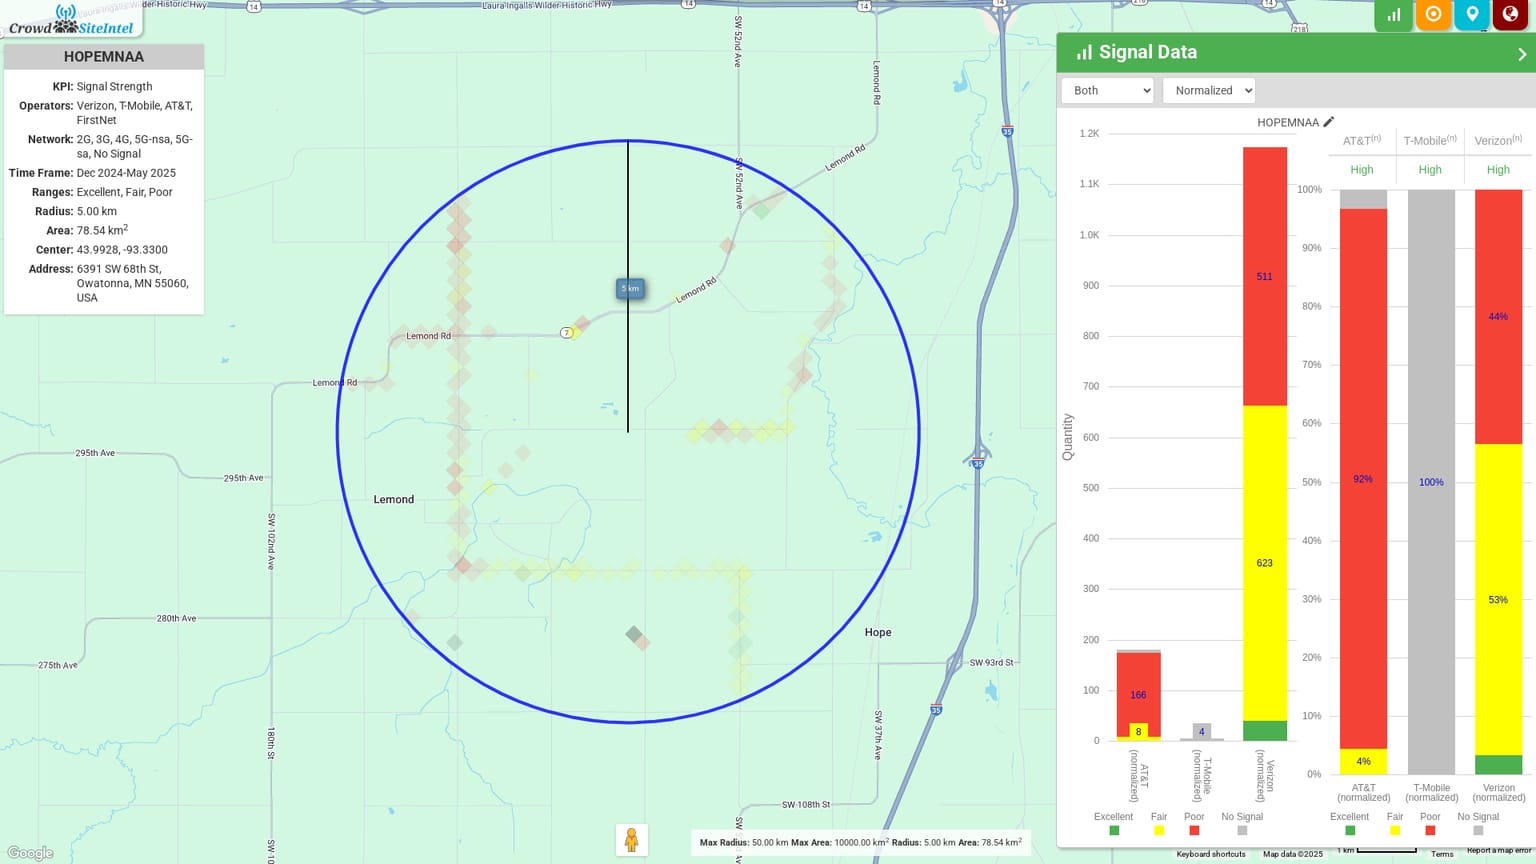 Laura Ingalls Wilder Historic Hwy
14
Laura Ingalls Wilder-Historic Hwy
14
14
14
218
14
218
Crowd SiteIntel
HOPEMNAA
KPI: Signal Strength
Operators: Verizon, T-Mobile, AT&T,
FirstNet
Network: 2G, 3G, 4G, 5G-nsa, 5G-
sa, No Signal
Time Frame: Dec 2024-May 2025
Ranges: Excellent, Fair, Poor
Radius: 5.00 km
Area: 78.54 km2
Center: 43.9928, -93.3300
Address: 6391 SW 68th St,
Owatonna, MN 55060,
USA
SW 52nd Ave
Lemond Rd
35
Lemond Rd
SW 52nd Ave
5 km
Lemond Rd
7
Lemond Rd
Lemond Rd
295th Ave
35
295th Ave
Lemond
SW 102nd Ave
280th Ave
Hope
275th Ave
SW 93rd St
35
180th St
SW 37th Ave
SW 108th St
SW 10
Google
Max Radius: 50.00 km Max Area: 10000.00 km2 Radius: 5.00 km Area: 78.54 km2
Signal Data
Both
Normalized
HOPEMNAA
Quantity
1.2K
1.1K
1.0K
900
800
700
600
500
400
300
200
100
0
166
8
4
511
623
AT&T
(normalized)
T-Mobile
(normalized)
Verizon
(normalized)
Excellent
Fair
Poor
No Signal
AT&T(n)
T-Mobile(n)
Verizon(n)
High
High
High
100%
90%
80%
70%
60%
50%
40%
30%
20%
10%
0%
92%
4%
100%
44%
53%
AT&T
(normalized)
T-Mobile
(normalized)
Verizon
(normalized)
Excellent
Fair
Poor
No Signal
Keyboard shortcuts
Map data ©2025
1 km
Terms
Report a map error